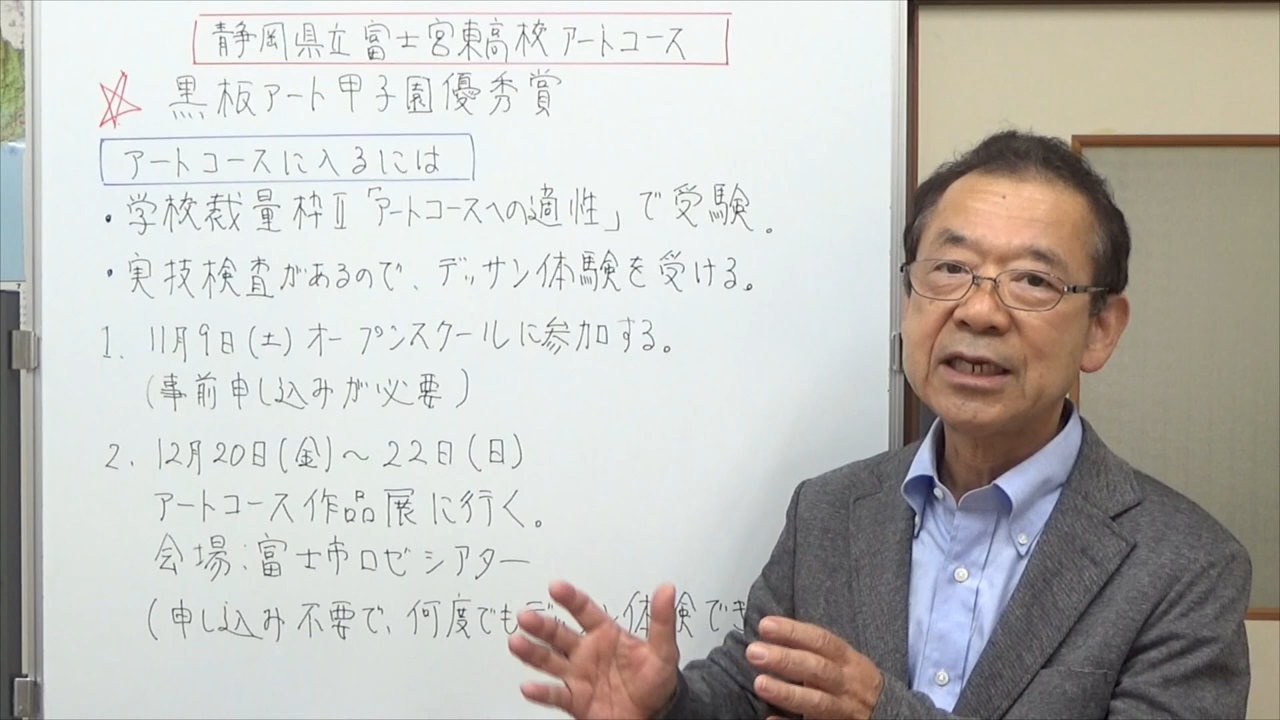 静岡県立富士宮東高校アートコース
☆ 黒板アート甲子園優秀賞
アートコースに入るには
・学校裁量枠Ⅱ「アートコースへの適性」で受験。
・実技検査があるので、デッサン体験を受ける。
1. 11月9日(土)オープンスクールに参加する。
(事前申し込みが必要)
2. 12月20日(金)～22日(日)
アートコース作品展に行く。
会場:富士市ロゼシアター
(申し込み不要で、何度でもデッサン体験でき